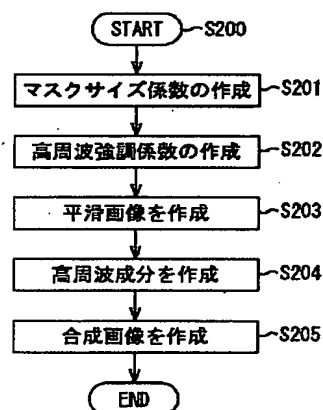 START S200
マスクサイズ係数の作成 S201
高周波強調係数の作成 S202
平滑画像を作成 S203
高周波成分を作成 S204
合成画像を作成 S205
END